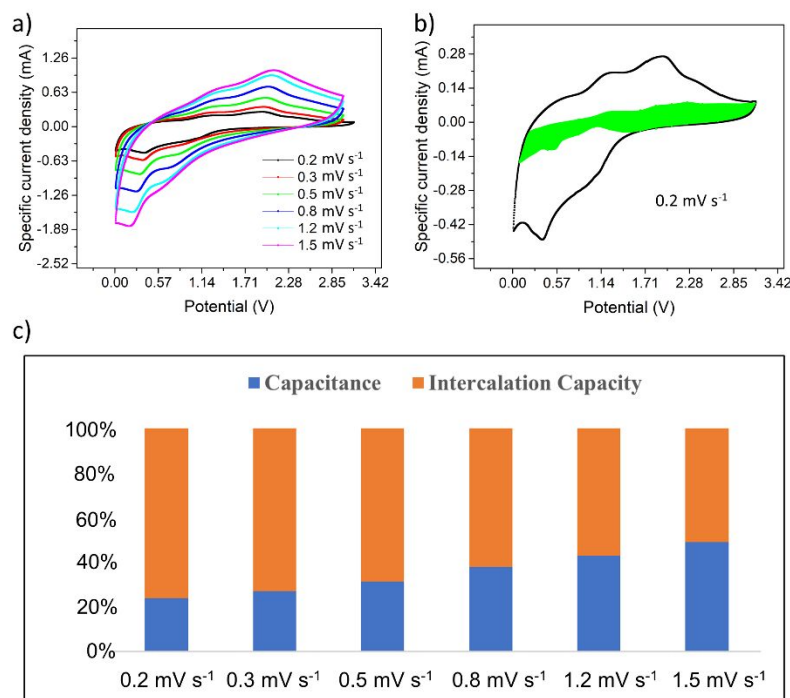 a)
Specific current density (mA)
1.26
0.63
0.00
-0.63
-1.26
-1.89
-2.52
0.2 mV s⁻¹
0.3 mV s⁻¹
0.5 mV s⁻¹
0.8 mV s⁻¹
1.2 mV s⁻¹
1.5 mV s⁻¹
0.00 0.57 1.14 1.71 2.28 2.85 3.42
Potential (V)
b)
Specific current density (mA)
0.28
0.14
0.00
-0.14
-0.28
-0.42
-0.56
0.2 mV s⁻¹
0.00 0.57 1.14 1.71 2.28 2.85 3.42
Potential (V)
c)
Capacitance Intercalation Capacity
100%
80%
60%
40%
20%
0%
0.2 mV s⁻¹ 0.3 mV s⁻¹ 0.5 mV s⁻¹ 0.8 mV s⁻¹ 1.2 mV s⁻¹ 1.5 mV s⁻¹